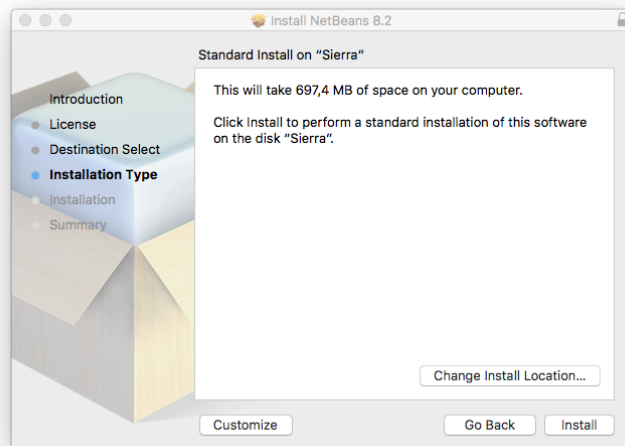 Install NetBeans 8.2
Standard Install on “Sierra”
Introduction
License
Destination Select
Installation Type
Installation
Summary
This will take 697,4 MB of space on your computer.
Click Install to perform a standard installation of this software
on the disk “Sierra”.
Change Install Location...
Customize
Go Back
Install